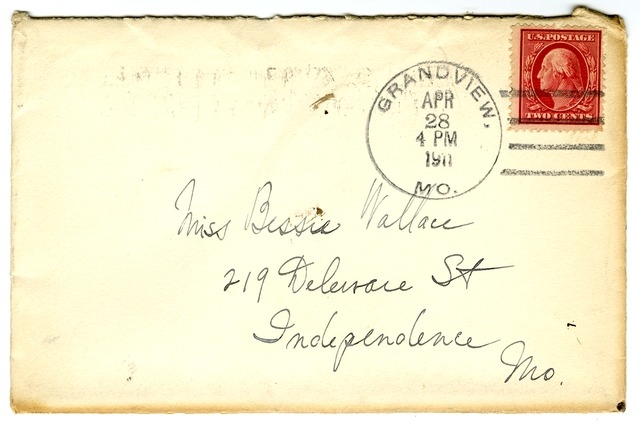 U.S. POSTAGE
TWO CENTS
GRANDVIEW,
APR
28
4 PM
1911
MO.
Miss Bessie Wallace
219 Delaware St
Independence
Mo.